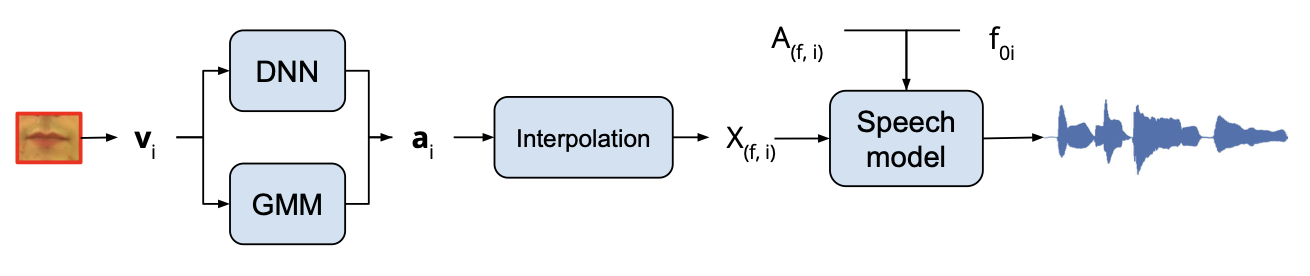 DNN
v_i
GMM
a_i
Interpolation
X_(f, i)
A_(f, i)
f_0i
Speech
model